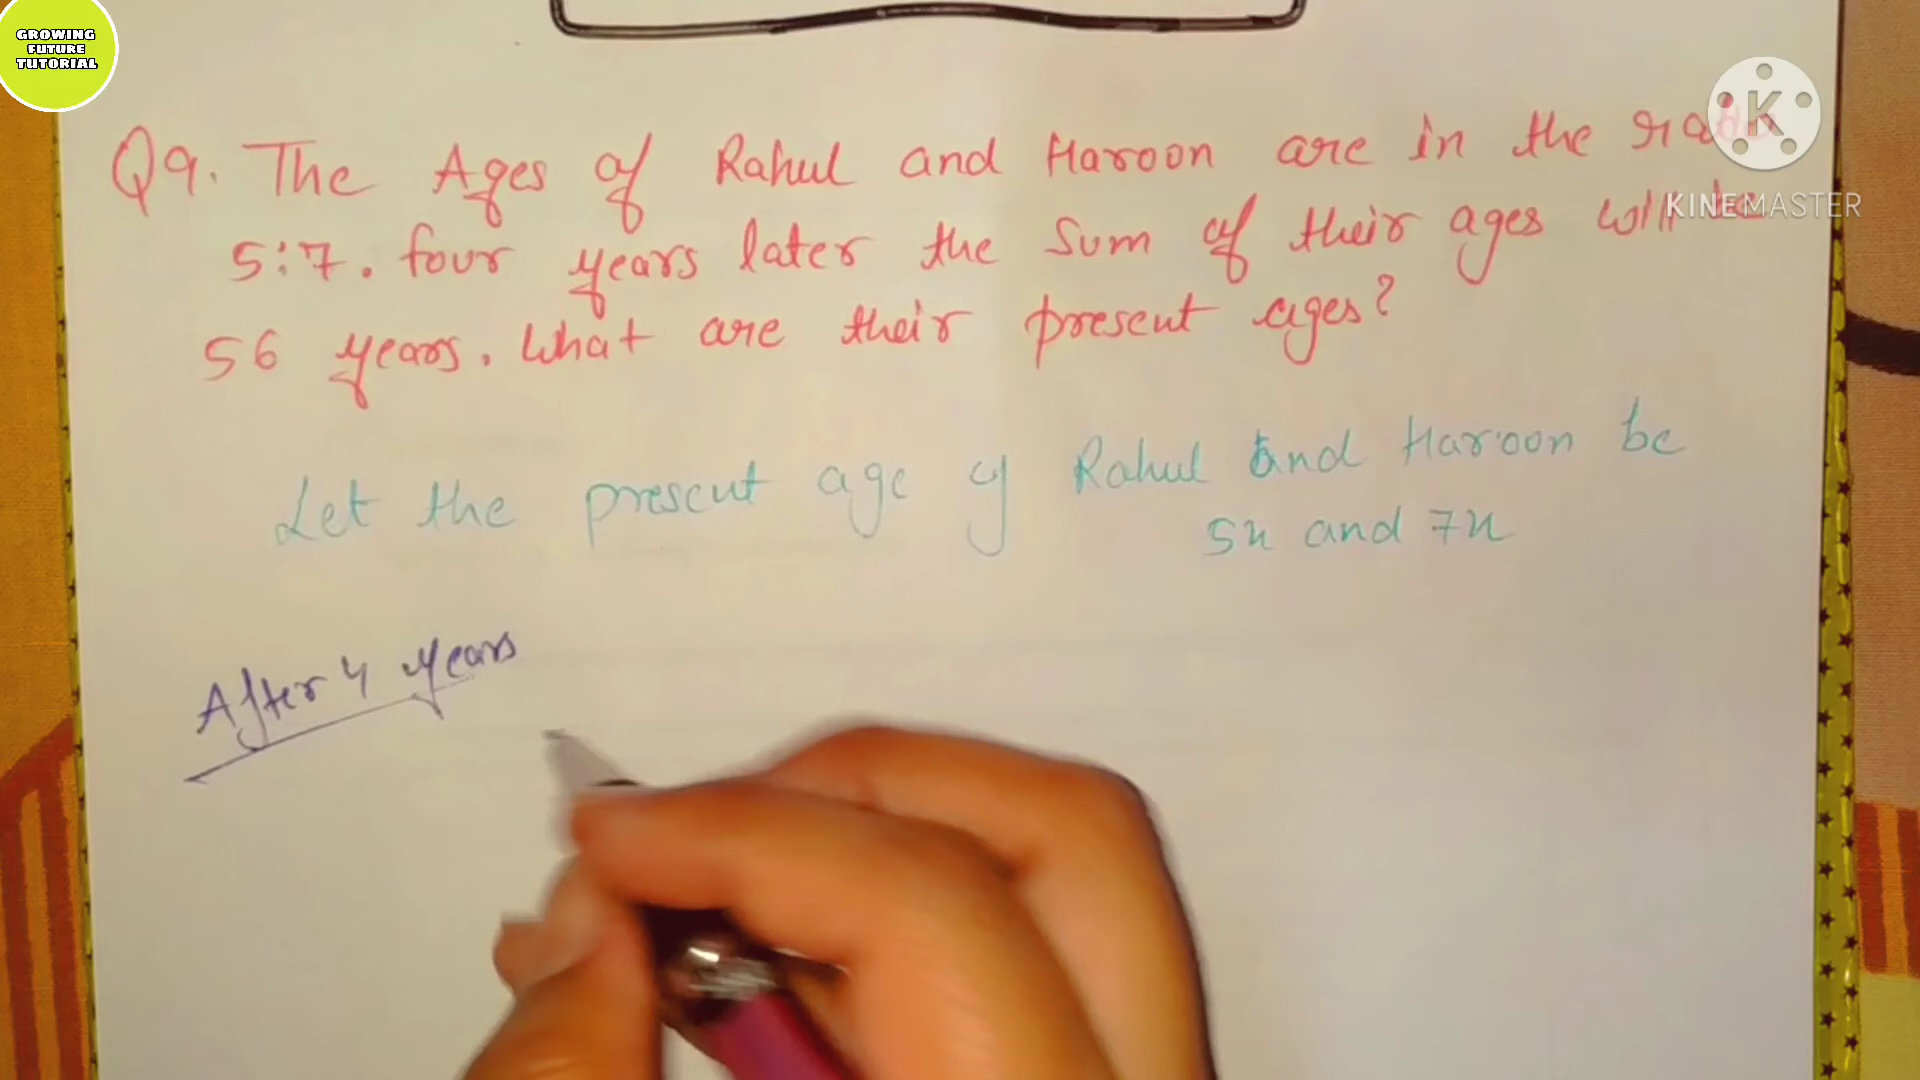 GROWING
FUTURE
TUTORIAL
K
KINEMASTER
Q9. The Ages of Rahul and Haroon are in the
5:7. four years later the sum of their ages will be
56 years. What are their present ages?
Let the present age of Rahul and Haroon be
5x and 7x
After 4 years